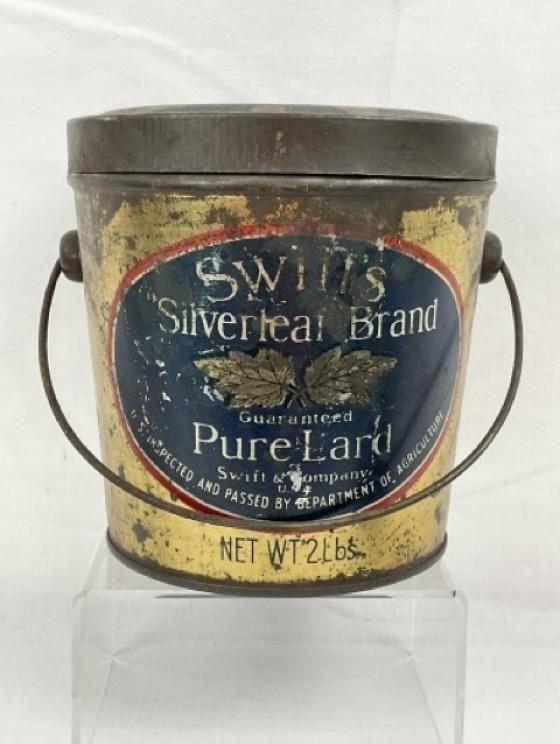 Swift's
"Silverleaf" Brand
Guaranteed
Pure Lard
Swift & Company
U.S.A.
U.S. INSPECTED AND PASSED BY DEPARTMENT OF AGRICULTURE
NET WT. 2 Lbs.